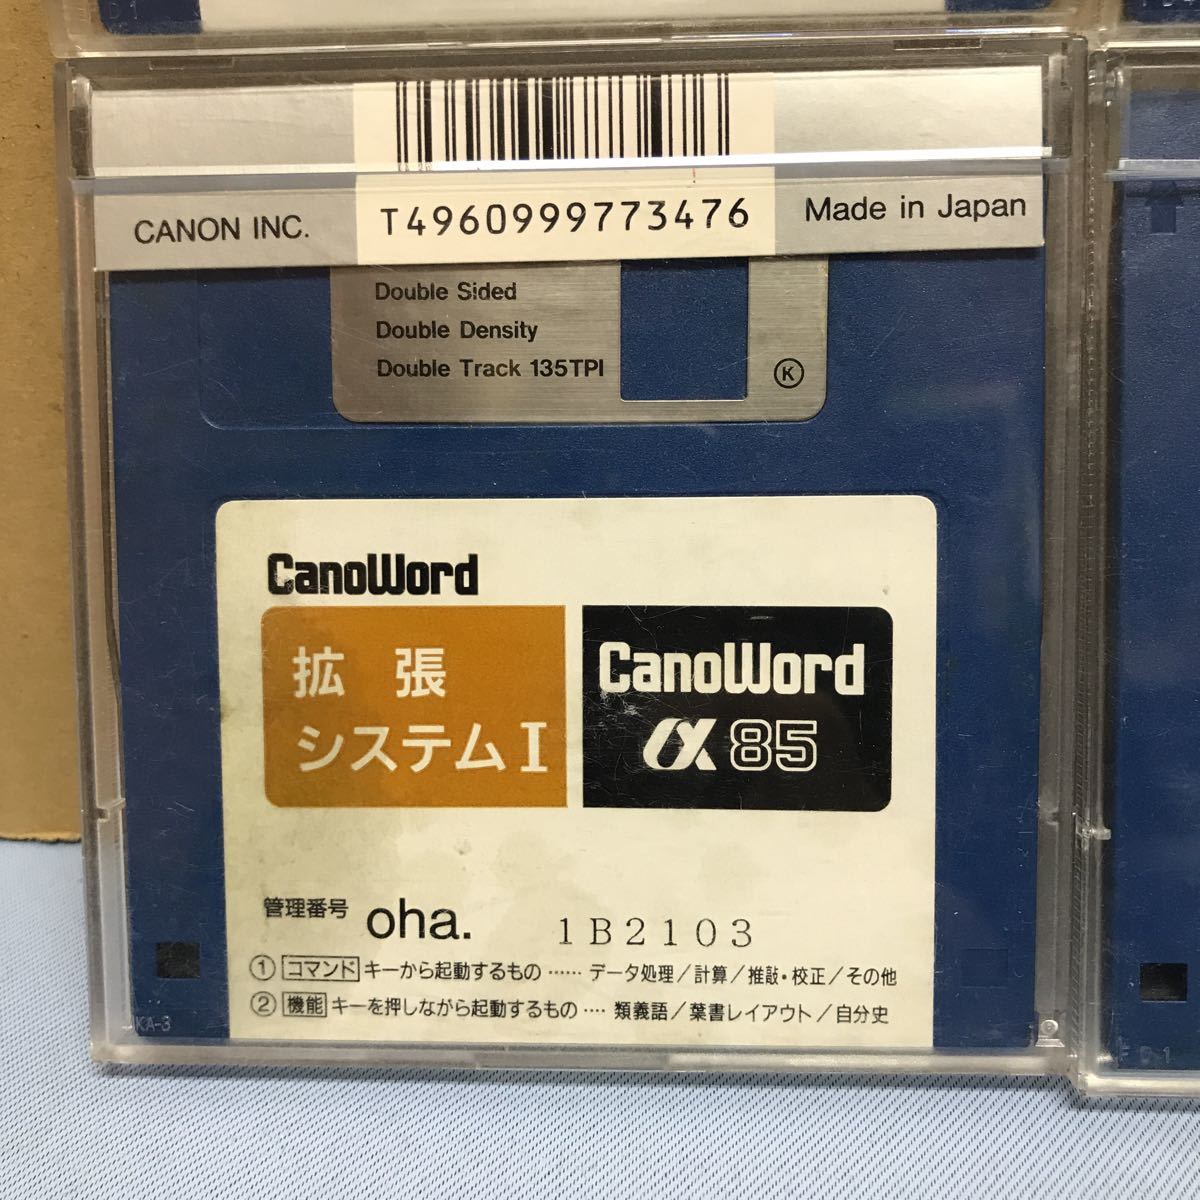 CANON INC.
T4960999773476
Made in Japan
Double Sided
Double Density
Double Track 135TPI
K
CanoWord
拡張
システムI
CanoWord
α85
管理番号 oha. 1B2103
① コマンド キーから起動するもの …… データ処理/計算/推敲・校正/その他
② 機能 キーを押しながら起動するもの …. 類義語/葉書レイアウト/自分史
KA-3